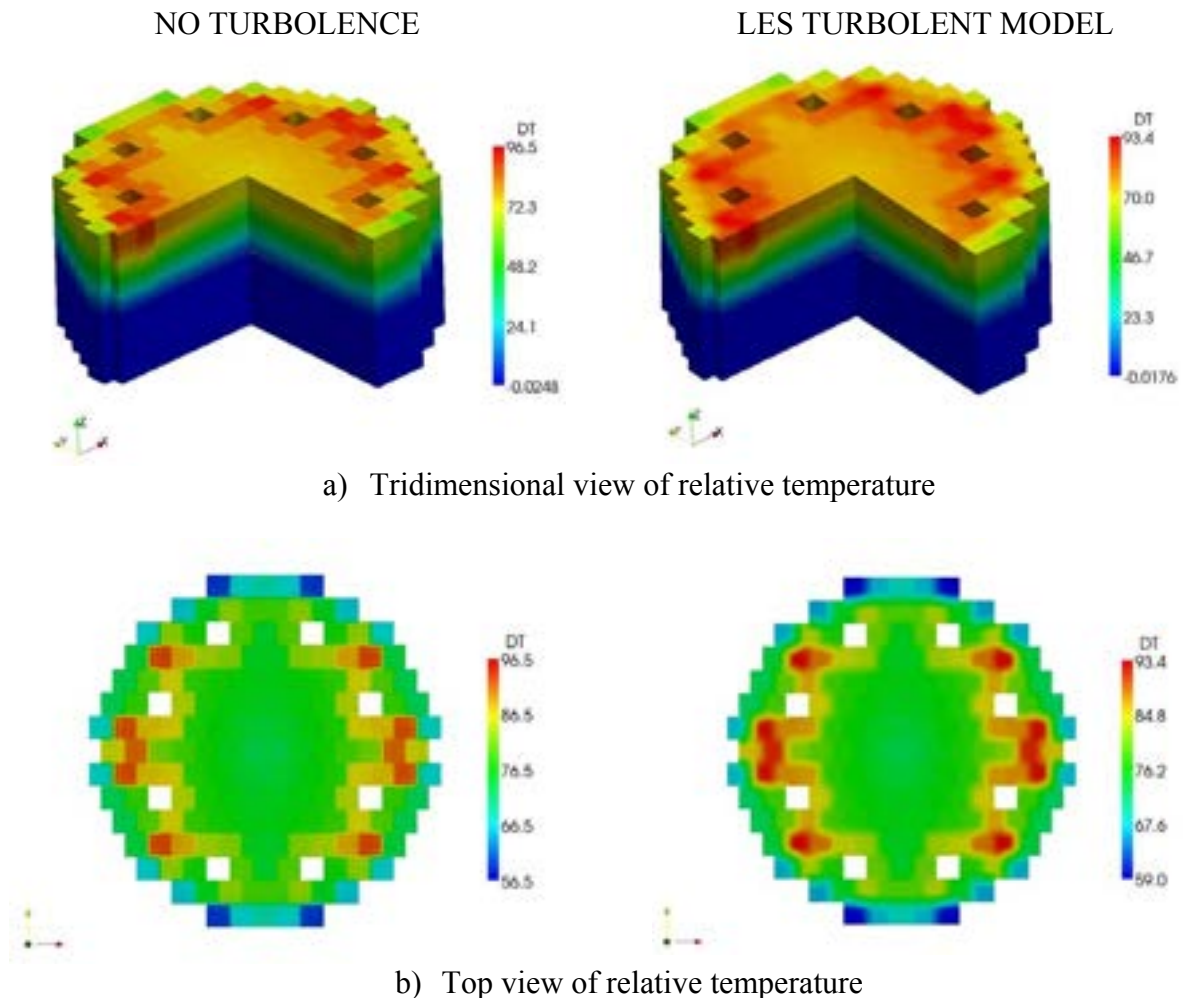 NO TURBOLENCE
LES TURBOLENT MODEL
DT
96.5
72.3
48.2
24.1
-0.0248
DT
93.4
70.0
46.7
23.3
-0.0176
Z
Y
X
Z
X
a) Tridimensional view of relative temperature
DT
96.5
86.5
76.5
66.5
56.5
DT
93.4
84.8
76.2
67.6
59.0
b) Top view of relative temperature